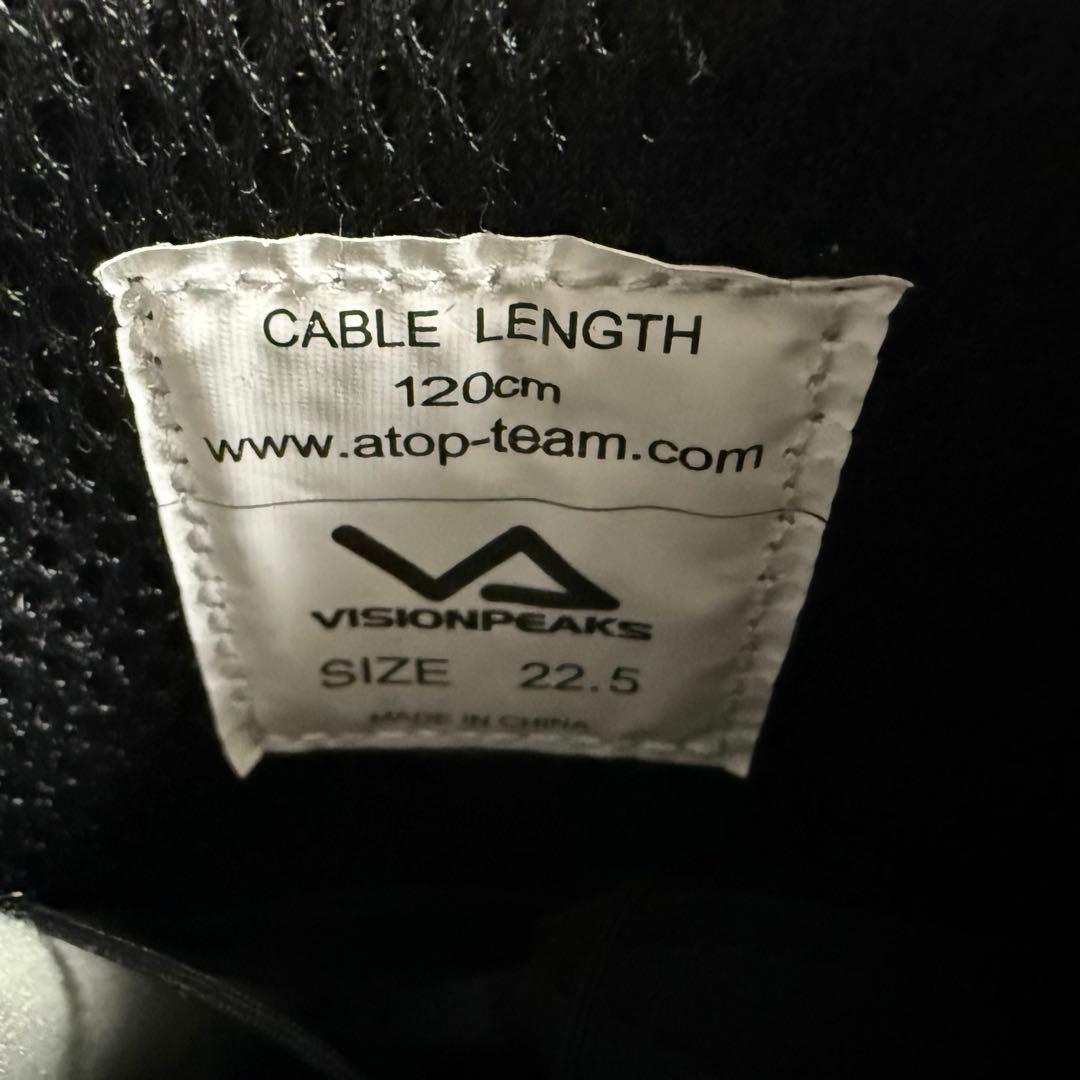 CABLE LENGTH
120cm
www.atop-team.com
VISIONPEAKS
SIZE 22.5
MADE IN CHINA